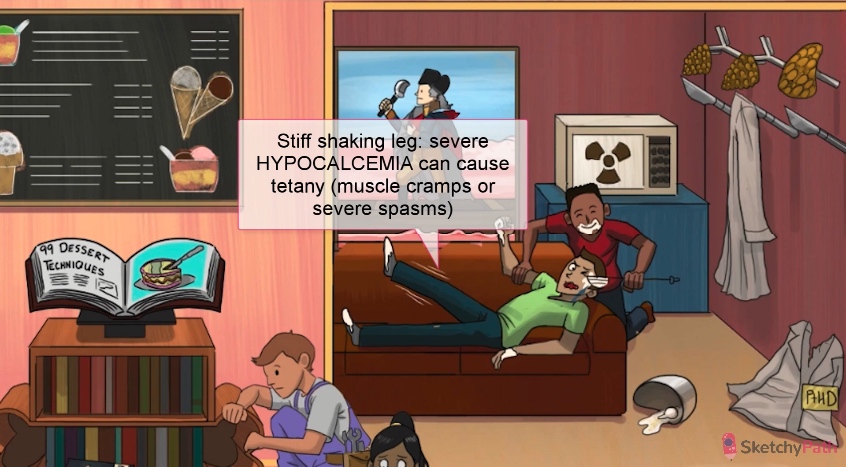 Stiff shaking leg: severe
HYPOCALCEMIA can cause
tetany (muscle cramps or
severe spasms)
99 DESSERT
TECHNIQUES
PHD
SketchyPath